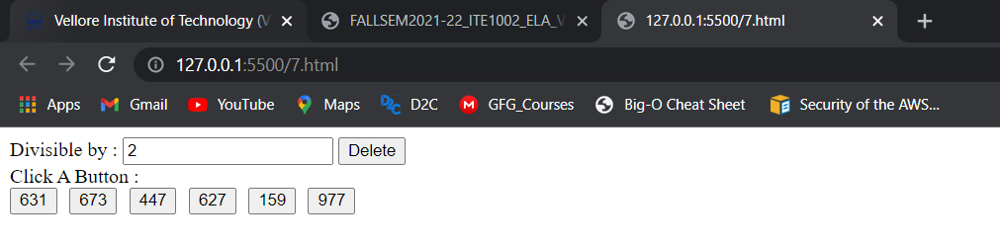 Vellore Institute of Technology (V
FALLSEM2021-22_ITE1002_ELA_V
127.0.0.1:5500/7.html
127.0.0.1:5500/7.html
Apps Gmail YouTube Maps D2C GFG_Courses Big-O Cheat Sheet Security of the AWS...
Divisible by : 2 Delete
Click A Button :
631 673 447 627 159 977